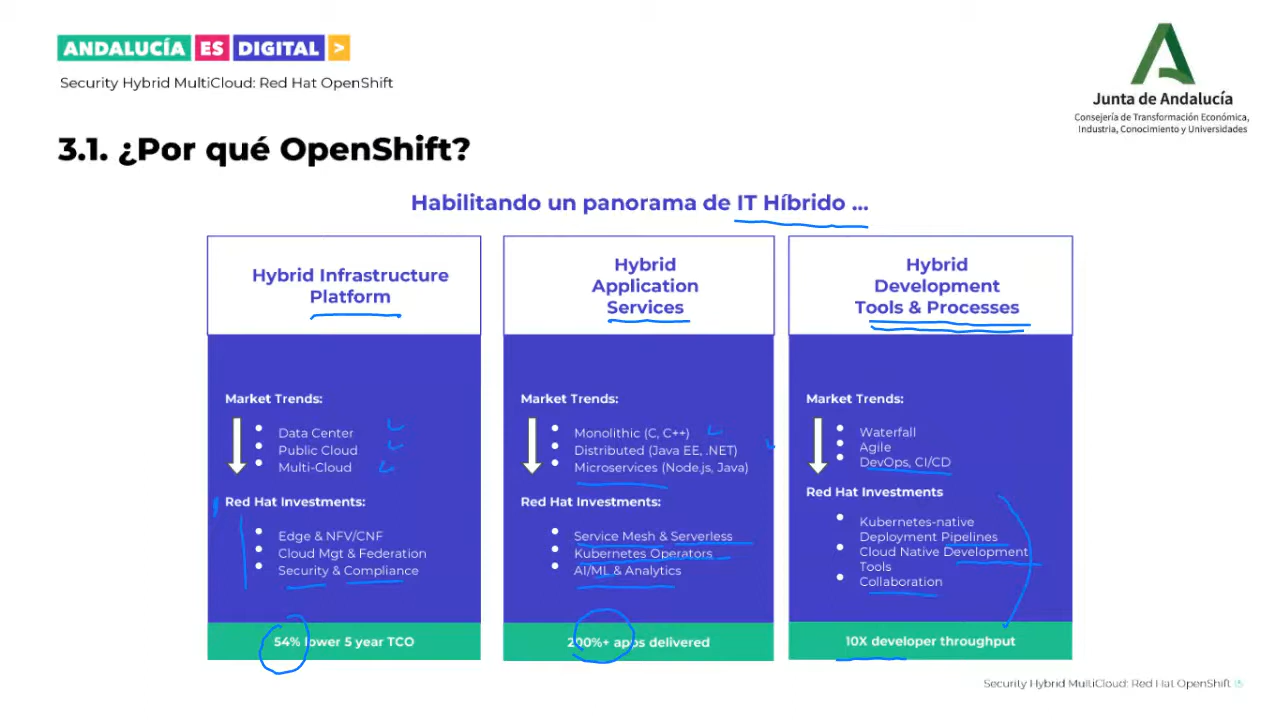 ANDALUCÍA ES DIGITAL >
Security Hybrid MultiCloud: Red Hat OpenShift
Junta de Andalucía
Consejería de Transformación Económica,
Industria, Conocimiento y Universidades
3.1. ¿Por qué OpenShift?
Habilitando un panorama de IT Híbrido ...
Hybrid Infrastructure
Platform
Market Trends:
Data Center
Public Cloud
Multi-Cloud
Red Hat Investments:
Edge & NFV/CNF
Cloud Mgt & Federation
Security & Compliance
54% lower 5 year TCO
Hybrid
Application
Services
Market Trends:
Monolithic (C, C++)
Distributed (Java EE, .NET)
Microservices (Node.js, Java)
Red Hat Investments:
Service Mesh & Serverless
Kubernetes Operators
AI/ML & Analytics
200%+ apps delivered
Hybrid
Development
Tools & Processes
Market Trends:
Waterfall
Agile
DevOps, CI/CD
Red Hat Investments
Kubernetes-native
Deployment Pipelines
Cloud Native Development
Tools
Collaboration
10X developer throughput
Security Hybrid MultiCloud: Red Hat OpenShift 15